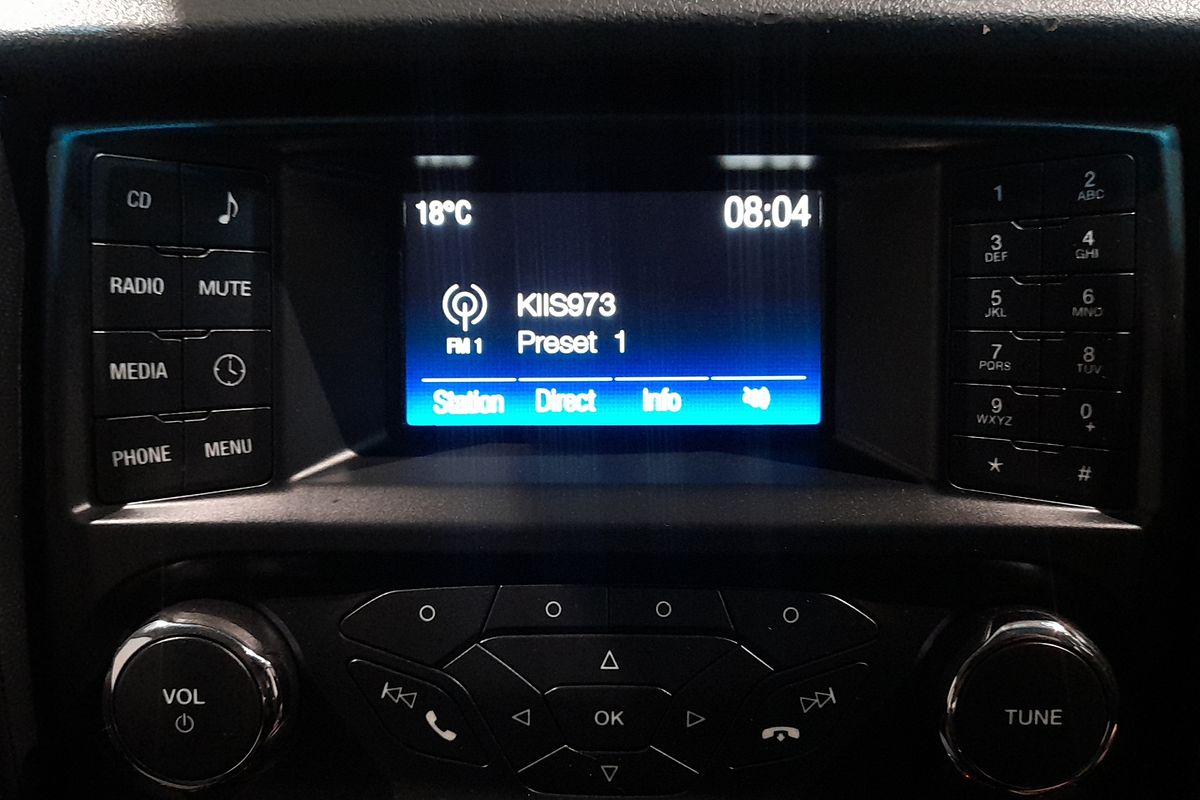 CD
RADIO MUTE
MEDIA
PHONE MENU
18°C 08:04
KIIS973
FM 1 Preset 1
Station Direct Info
1 2 ABC
3 DEF 4 GHI
5 JKL 6 MNO
7 PQRS 8 TUV
9 WXYZ 0 +
* #
VOL
OK
TUNE